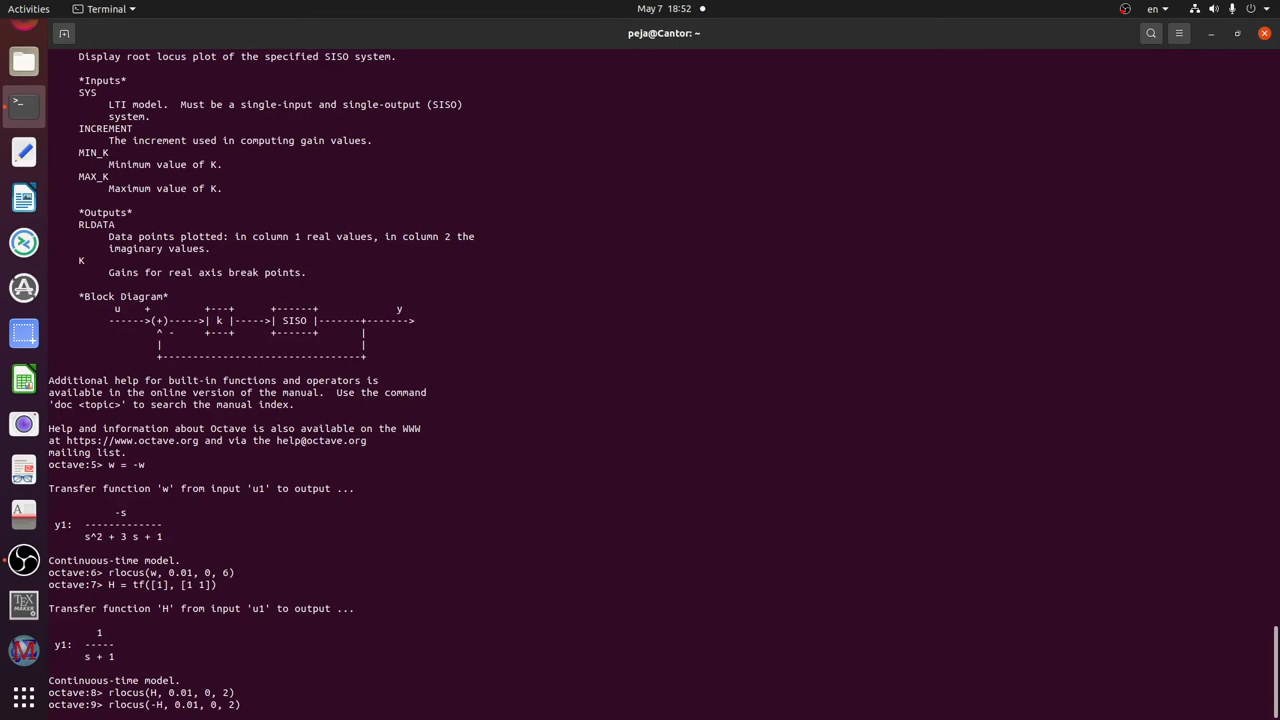 Activities
Terminal
May 7 18:52
en
peja@Cantor: ~
Display root locus plot of the specified SISO system.
*Inputs*
SYS
LTI model.  Must be a single-input and single-output (SISO)
system.
INCREMENT
The increment used in computing gain values.
MIN_K
Minimum value of K.
MAX_K
Maximum value of K.
*Outputs*
RLDATA
Data points plotted: in column 1 real values, in column 2 the
imaginary values.
K
Gains for real axis break points.
*Block Diagram*
u    +         +---+      +------+             y
------>(+)----->| k |----->| SISO |-------+------->
^ -     +---+      +------+       |
|                                 |
+---------------------------------+
Additional help for built-in functions and operators is
available in the online version of the manual.  Use the command
'doc <topic>' to search the manual index.
Help and information about Octave is also available on the WWW
at https://www.octave.org and via the help@octave.org
mailing list.
octave:5> w = -w
Transfer function 'w' from input 'u1' to output ...
-s
y1:  -------------
s^2 + 3 s + 1
Continuous-time model.
octave:6> rlocus(w, 0.01, 0, 6)
octave:7> H = tf([1], [1 1])
Transfer function 'H' from input 'u1' to output ...
1
y1:  -----
s + 1
Continuous-time model.
octave:8> rlocus(H, 0.01, 0, 2)
octave:9> rlocus(-H, 0.01, 0, 2)